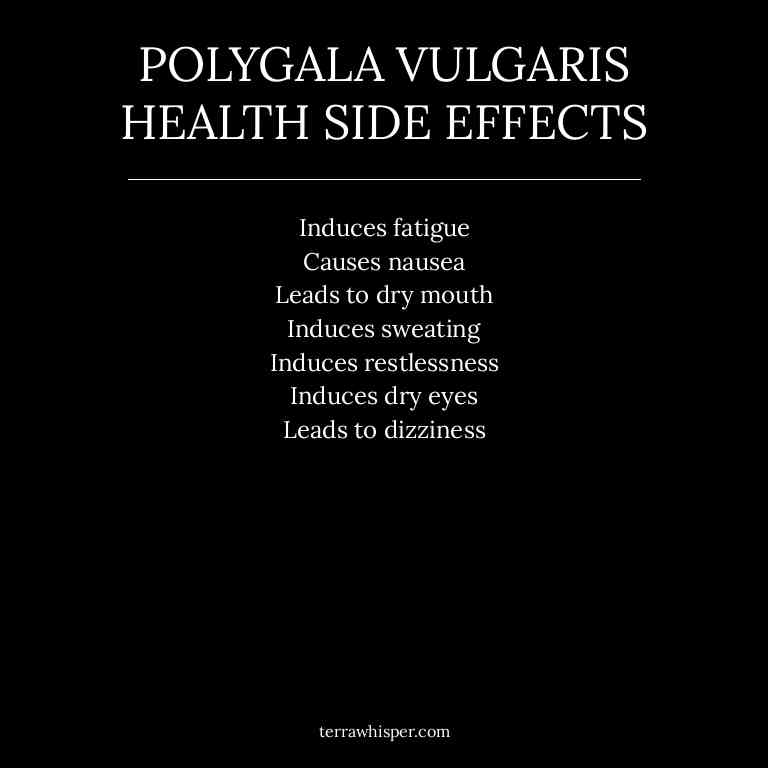 POLYGALA VULGARIS
HEALTH SIDE EFFECTS
Induces fatigue
Causes nausea
Leads to dry mouth
Induces sweating
Induces restlessness
Induces dry eyes
Leads to dizziness
terrawhisper.com